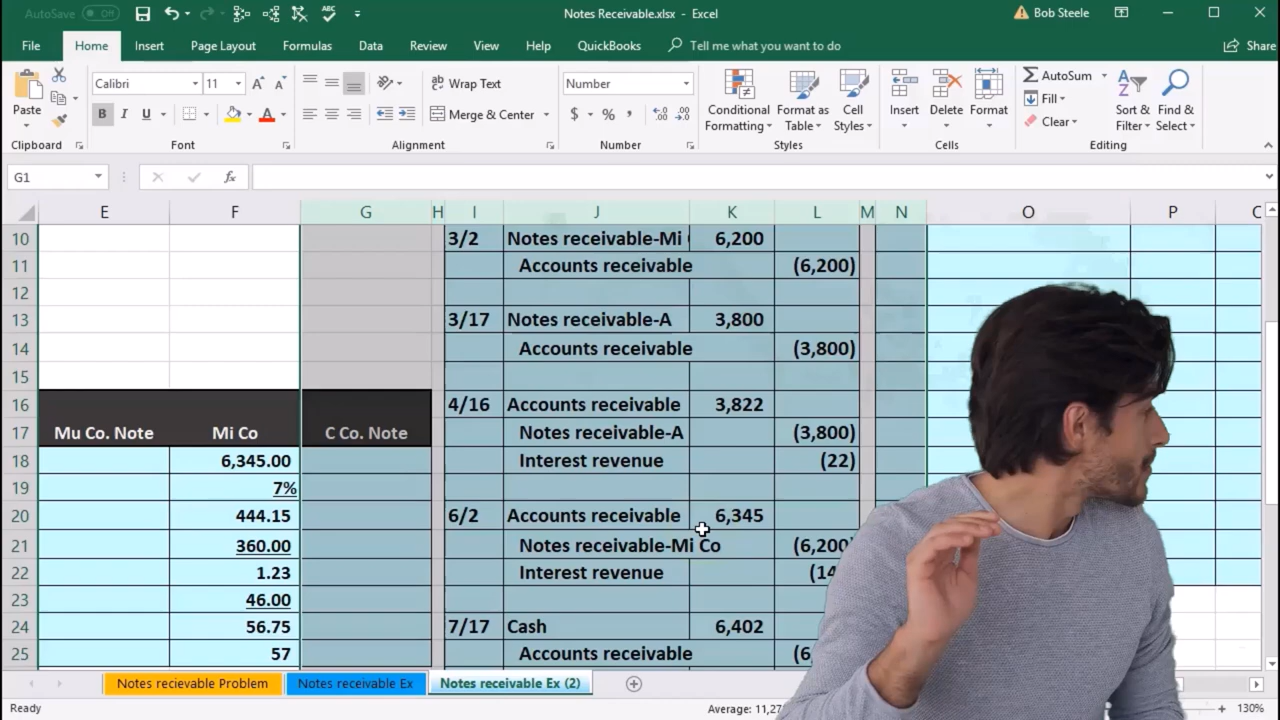 AutoSave Off Notes Receivable.xlsx - Excel Bob Steele
File Home Insert Page Layout Formulas Data Review View Help QuickBooks Tell me what you want to do Share
Calibri 11 Wrap Text Number AutoSum
Paste B I U Merge & Center $ % Conditional Formatting Format as Table Cell Styles Insert Delete Format Fill Clear Sort & Filter Find & Select
Clipboard Font Alignment Number Styles Cells Editing
G1 fx
E F G H I J K L M N O P
10 3/2 Notes receivable-Mi 6,200
11 Accounts receivable (6,200)
12
13 3/17 Notes receivable-A 3,800
14 Accounts receivable (3,800)
15
16 4/16 Accounts receivable 3,822
17 Mu Co. Note Mi Co C Co. Note Notes receivable-A (3,800)
18 6,345.00 Interest revenue (22)
19 7%
20 444.15 6/2 Accounts receivable 6,345
21 360.00 Notes receivable-Mi Co (6,200)
22 1.23 Interest revenue
23 46.00
24 56.75 7/17 Cash 6,402
25 57 Accounts receivable
Notes recievable Problem Notes receivable Ex Notes receivable Ex (2)
Ready Average: 130%